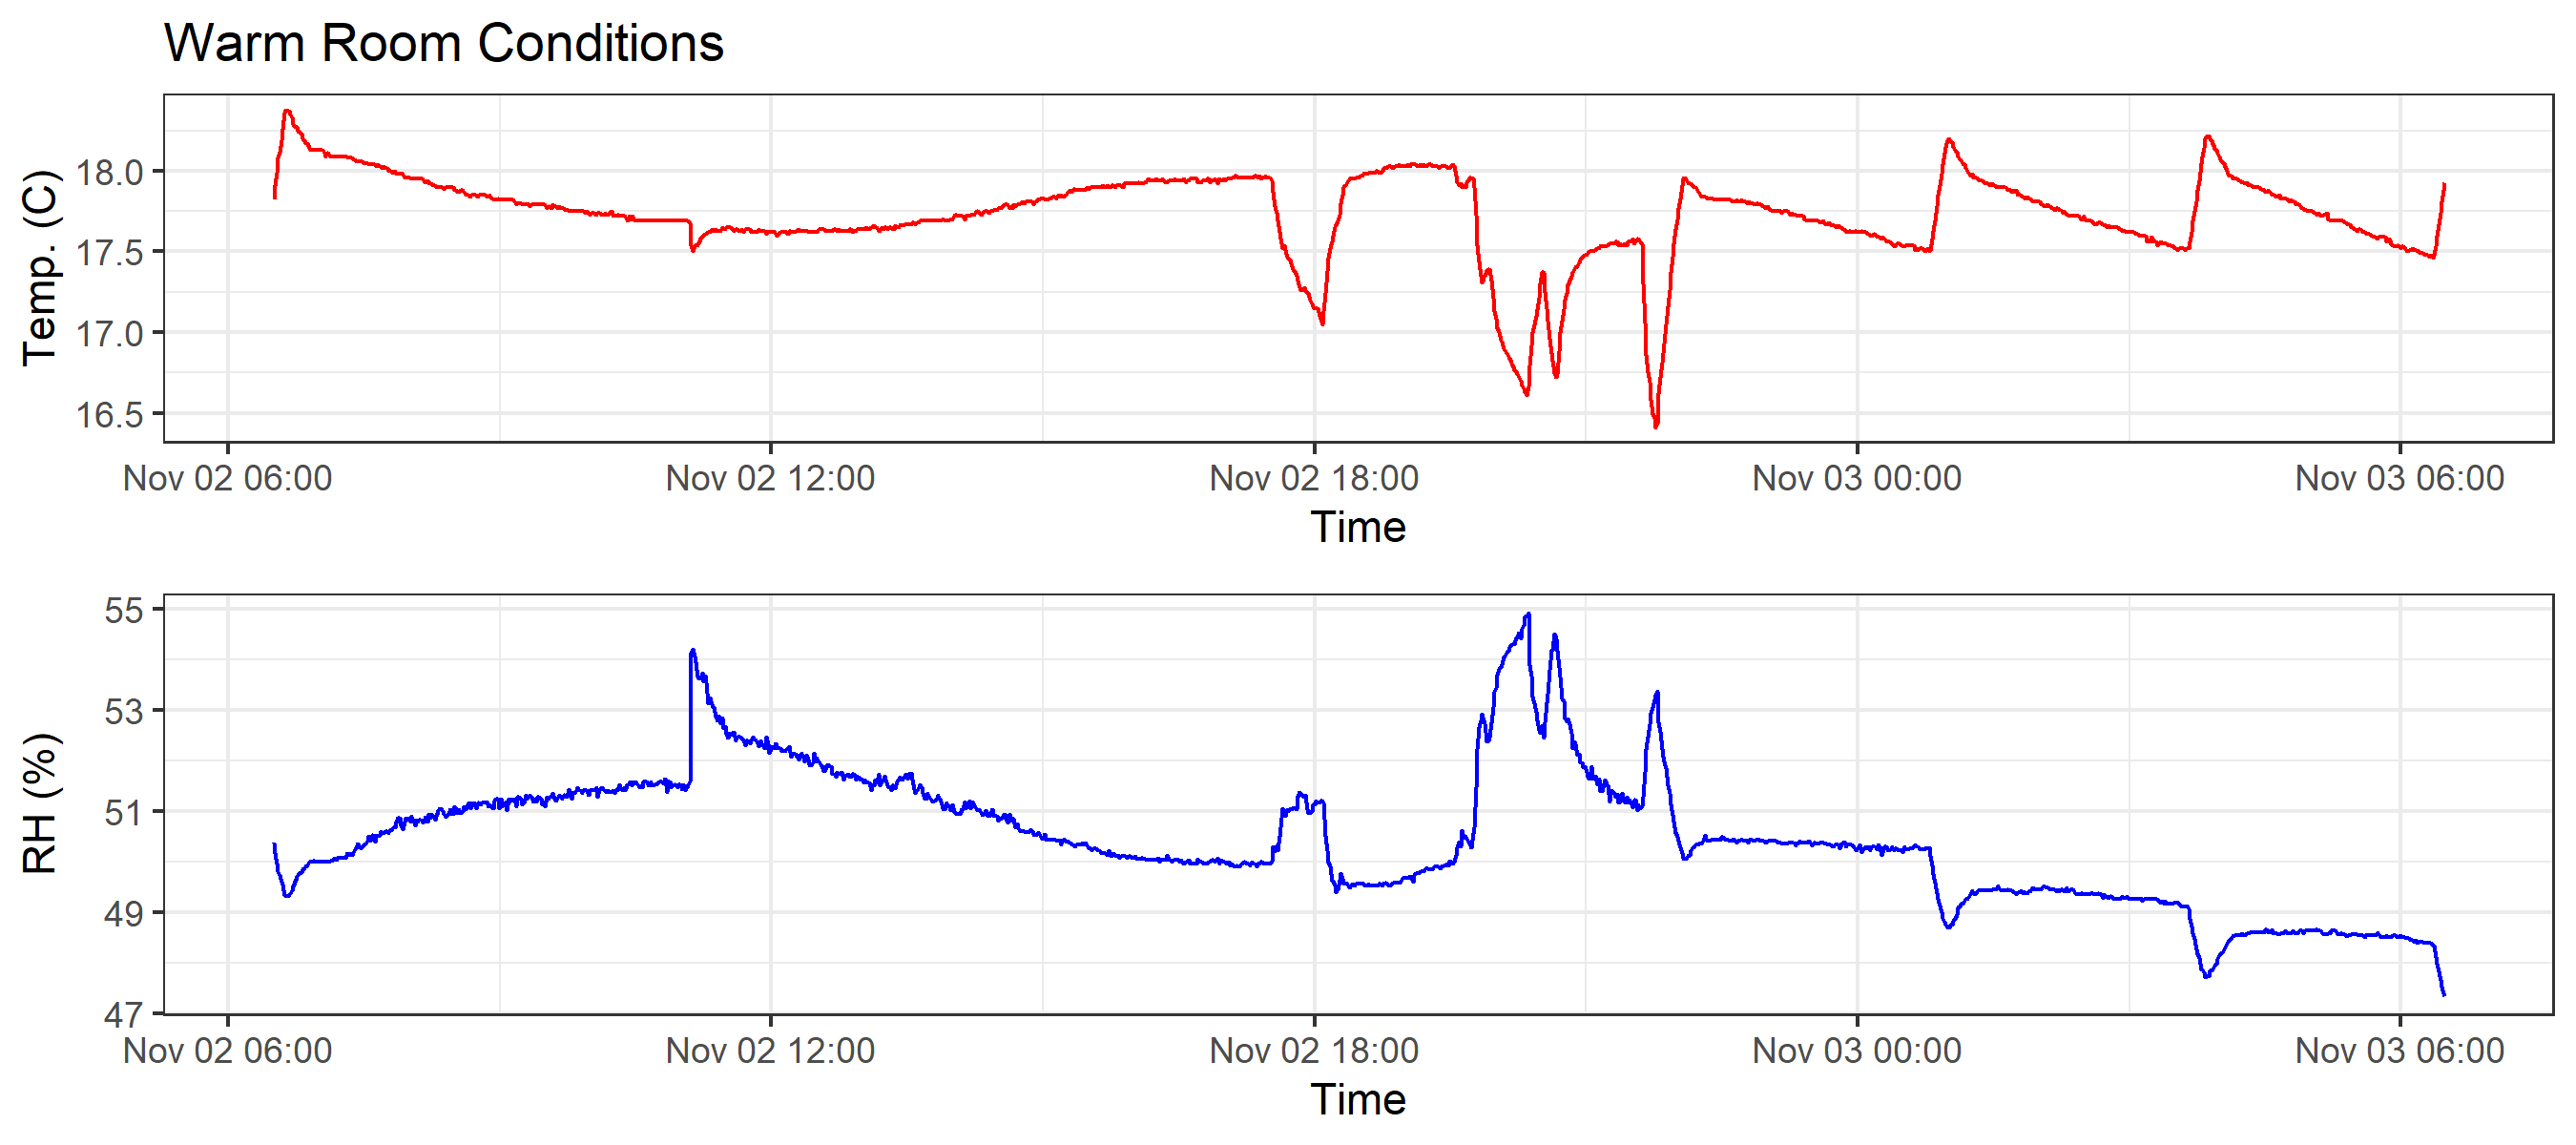 Warm Room Conditions
Temp. (C)
18.0
17.5
17.0
16.5
Nov 02 06:00 Nov 02 12:00 Nov 02 18:00 Nov 03 00:00 Nov 03 06:00
Time
RH (%)
55
53
51
49
47
Nov 02 06:00 Nov 02 12:00 Nov 02 18:00 Nov 03 00:00 Nov 03 06:00
Time